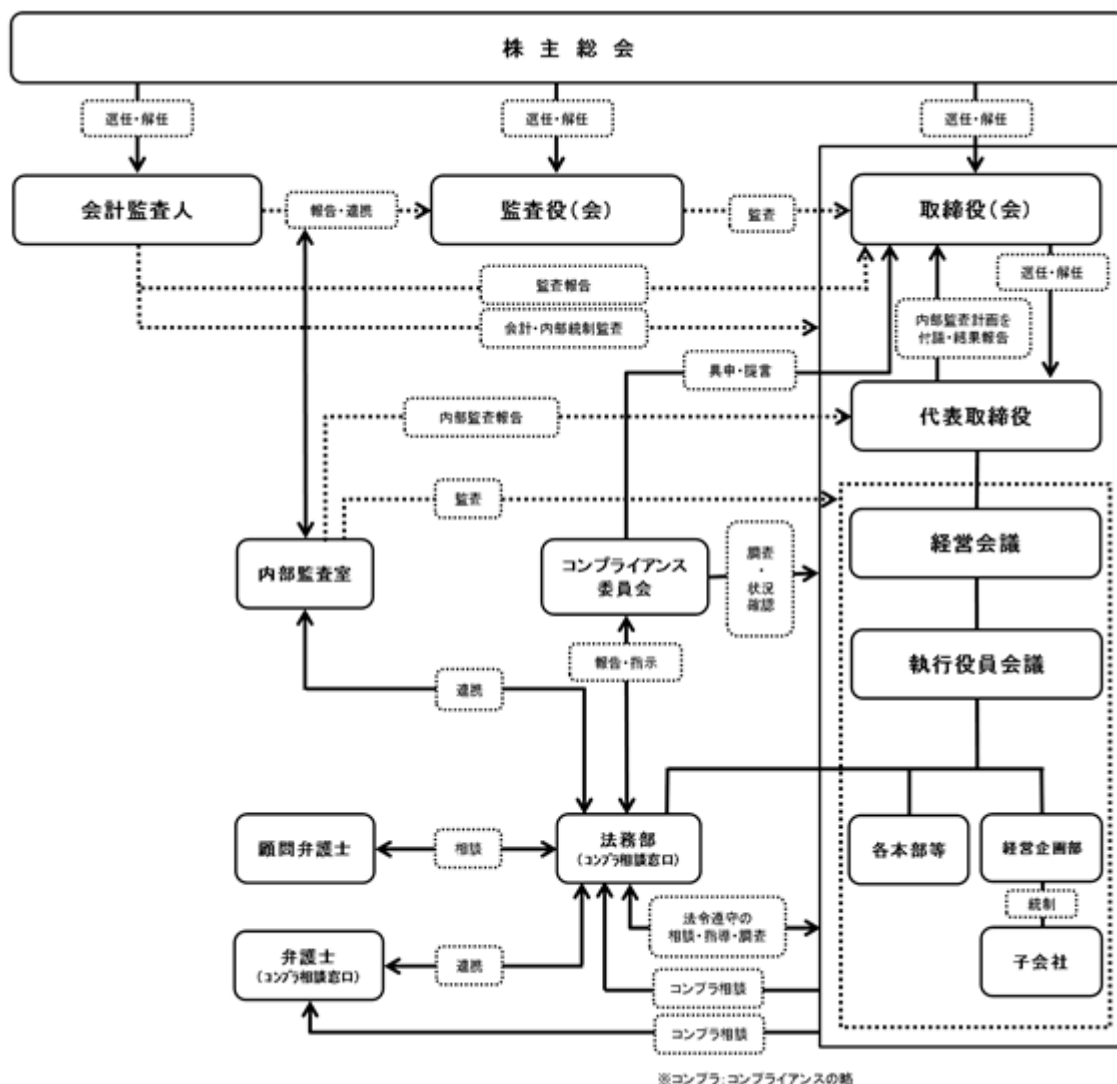 株主総会
選任・解任
選任・解任
選任・解任
会計監査人
報告・連携
監査役(会)
監査
取締役(会)
監査報告
選任・解任
会計・内部統制監査
内部監査計画を
付議・結果報告
具申・提言
内部監査報告
代表取締役
監査
経営会議
内部監査室
コンプライアンス
委員会
調査
・
状況
確認
執行役員会議
報告・指示
連携
顧問弁護士
相談
法務部
(コンプラ相談窓口)
各本部等
経営企画部
統制
法令遵守の
相談・指導・調査
弁護士
(コンプラ相談窓口)
連携
子会社
コンプラ相談
コンプラ相談
※コンプラ:コンプライアンスの略